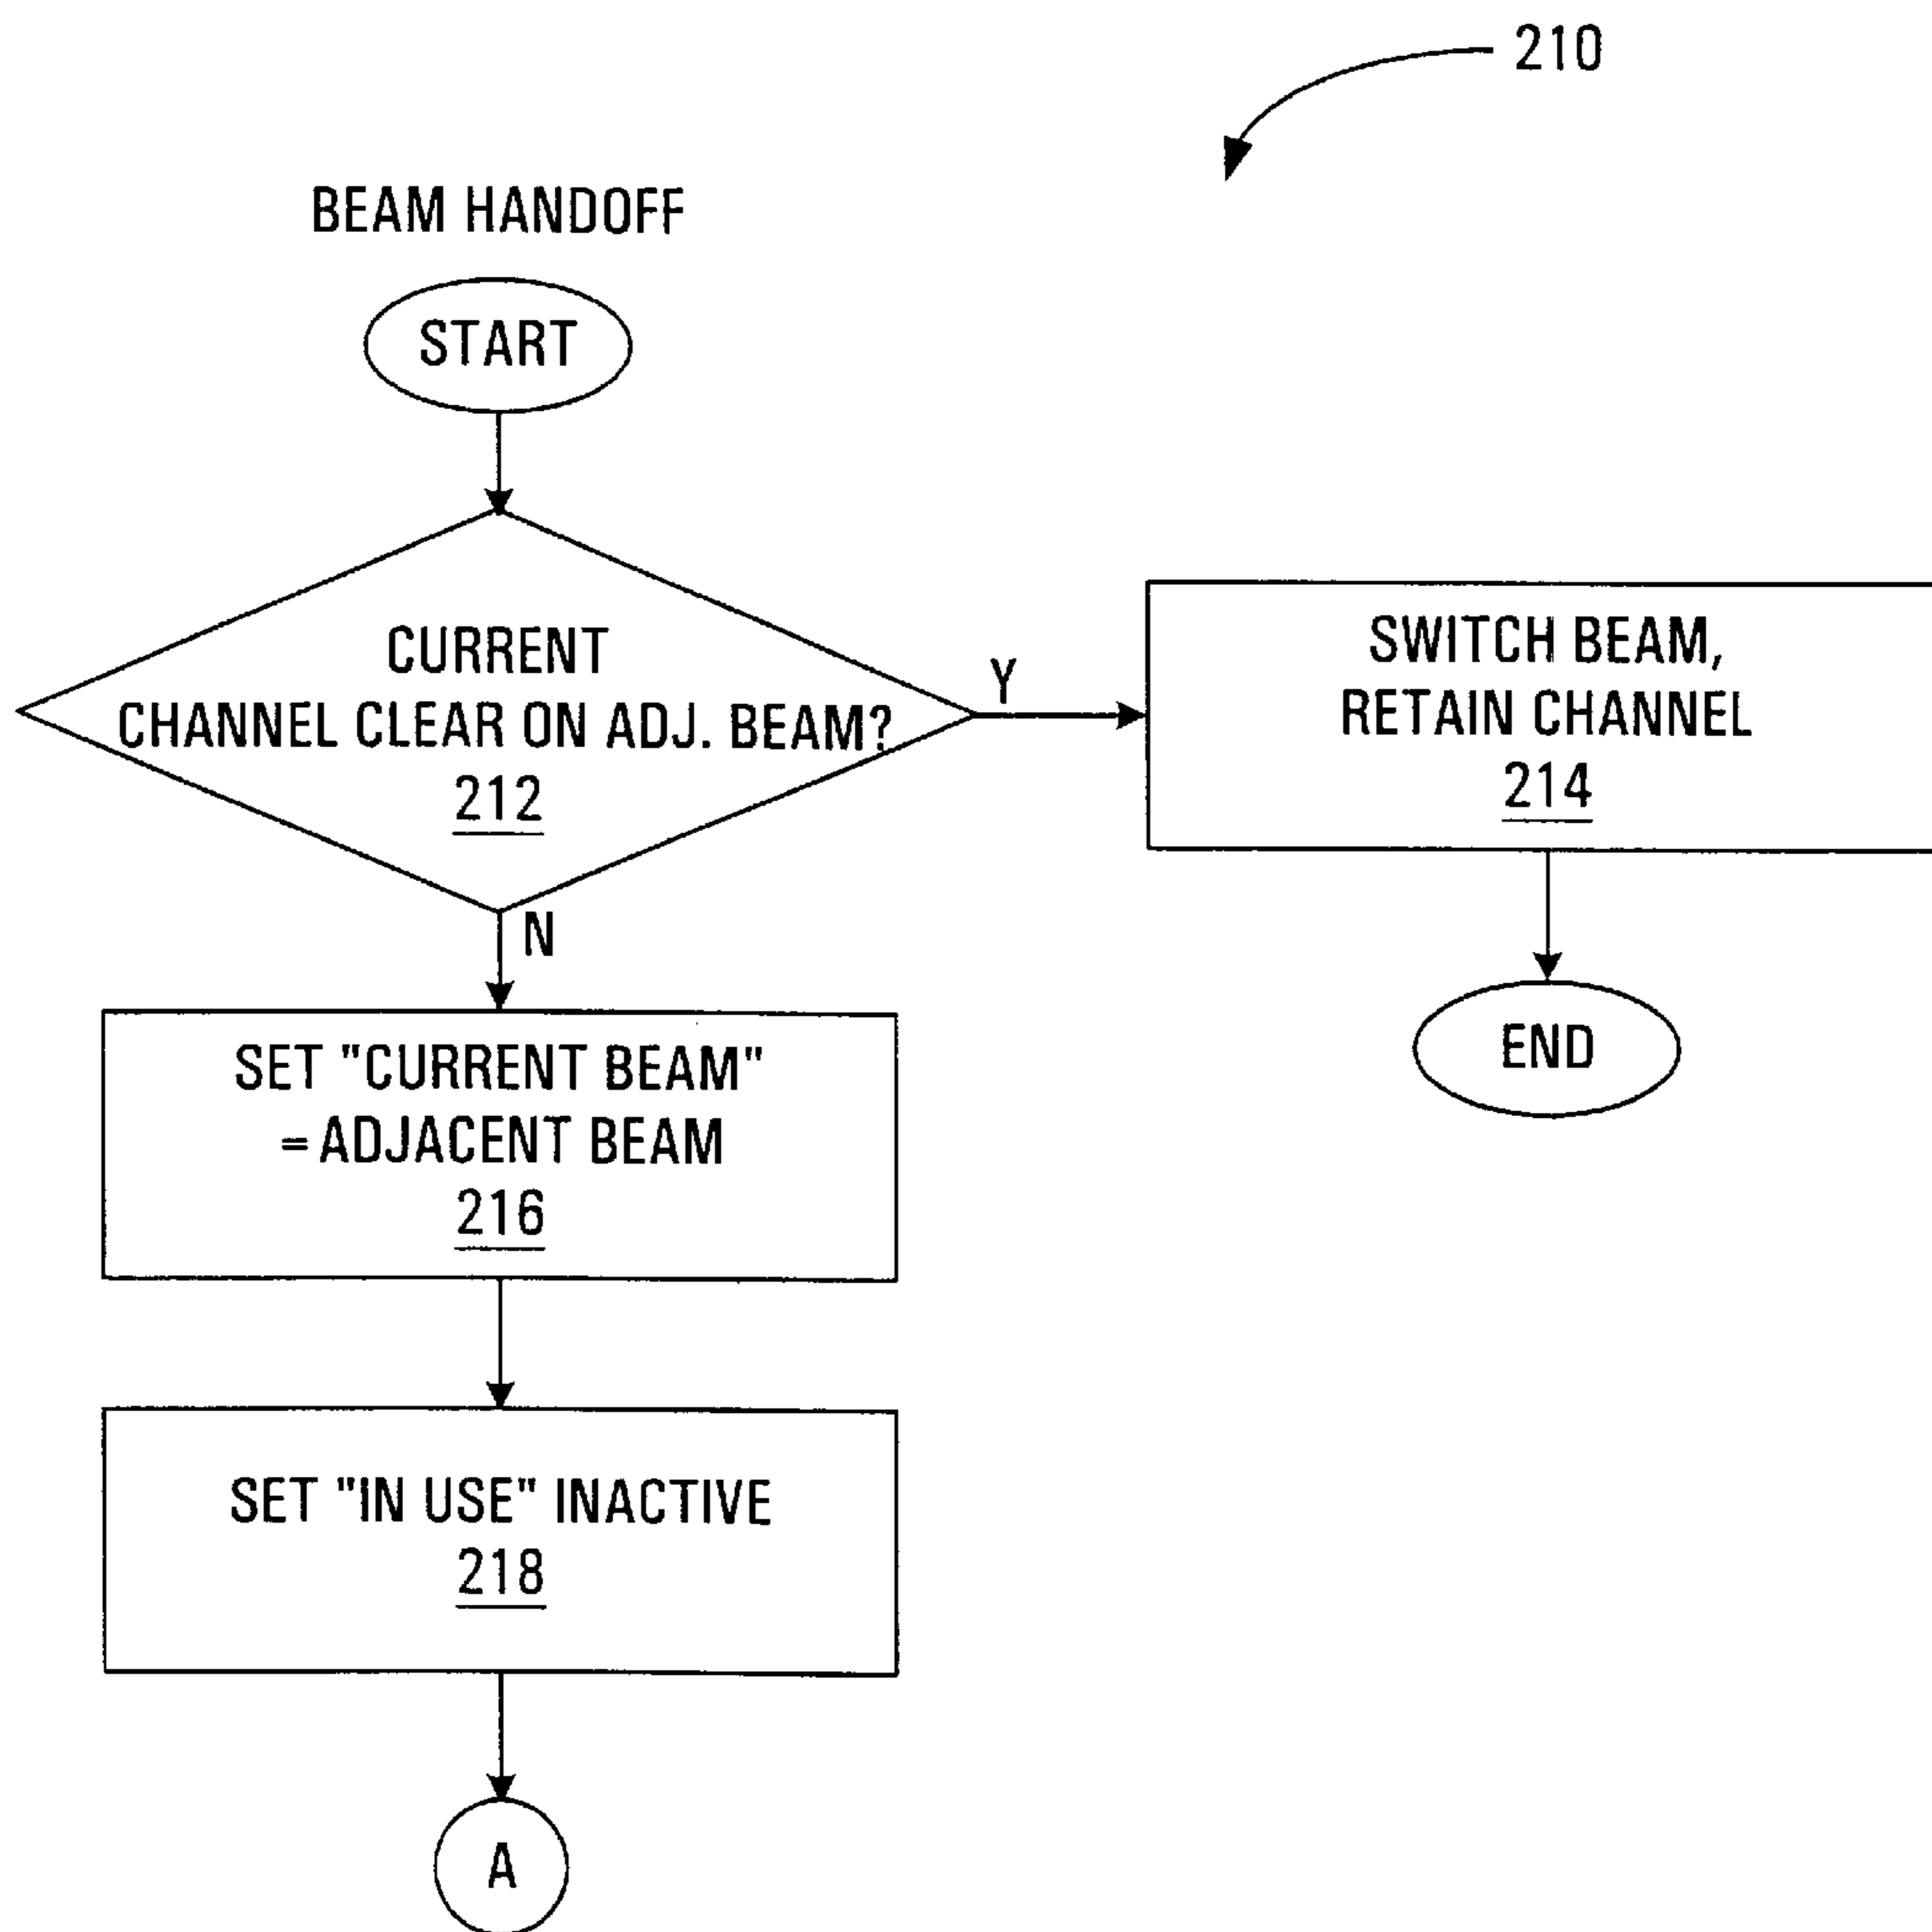 210
BEAM HANDOFF
START
CURRENT
CHANNEL CLEAR ON ADJ. BEAM?
212
Y
SWITCH BEAM,
RETAIN CHANNEL
214
N
END
SET "CURRENT BEAM"
=ADJACENT BEAM
216
SET "IN USE" INACTIVE
218
A